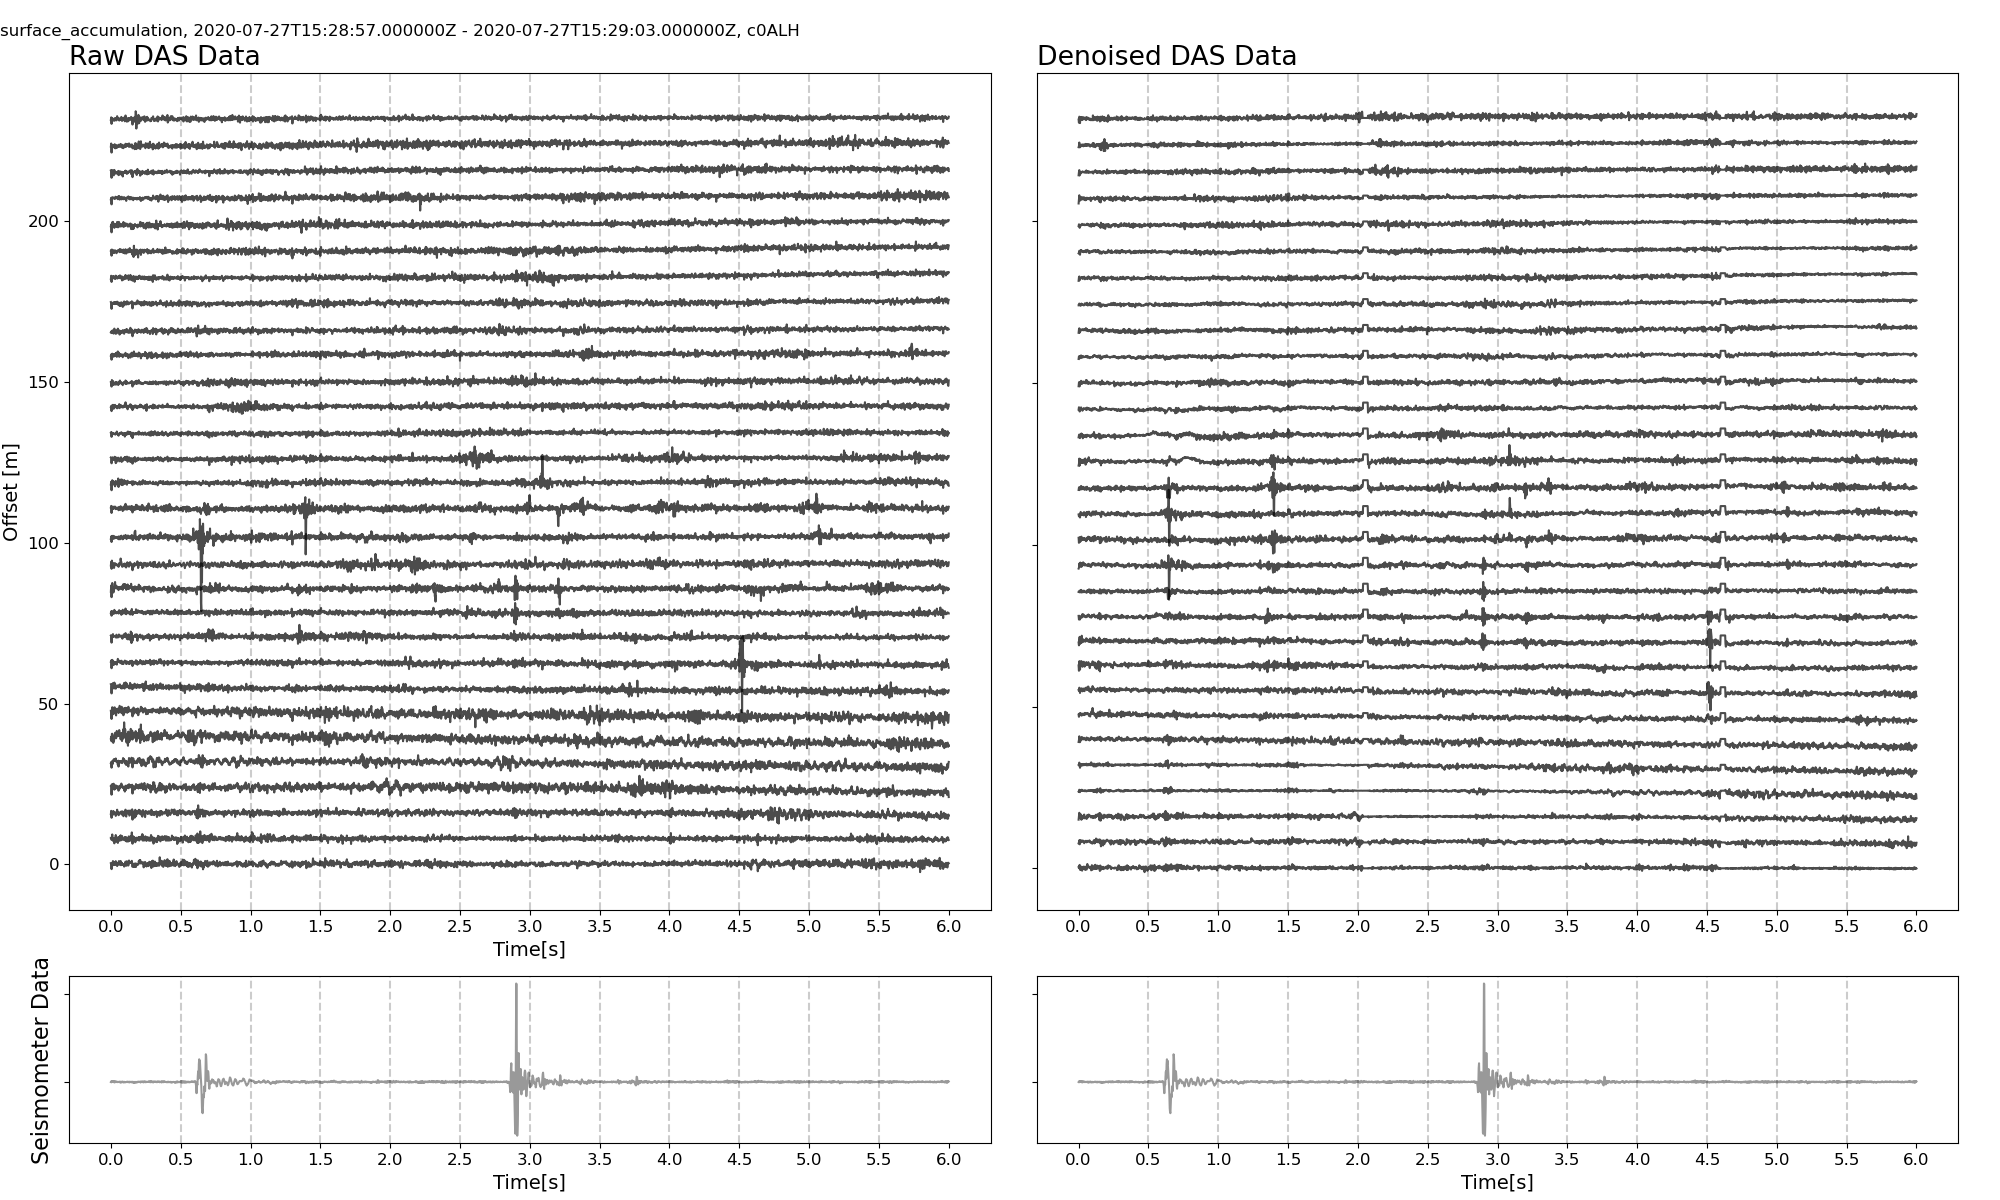 surface_accumulation, 2020-07-27T15:28:57.000000Z - 2020-07-27T15:29:03.000000Z, c0ALH
Raw DAS Data
Offset [m]
200
150
100
50
0
0.0 0.5 1.0 1.5 2.0 2.5 3.0 3.5 4.0 4.5 5.0 5.5 6.0
Time[s]
Denoised DAS Data
0.0 0.5 1.0 1.5 2.0 2.5 3.0 3.5 4.0 4.5 5.0 5.5 6.0
Seismometer Data
0.0 0.5 1.0 1.5 2.0 2.5 3.0 3.5 4.0 4.5 5.0 5.5 6.0
Time[s]
0.0 0.5 1.0 1.5 2.0 2.5 3.0 3.5 4.0 4.5 5.0 5.5 6.0
Time[s]